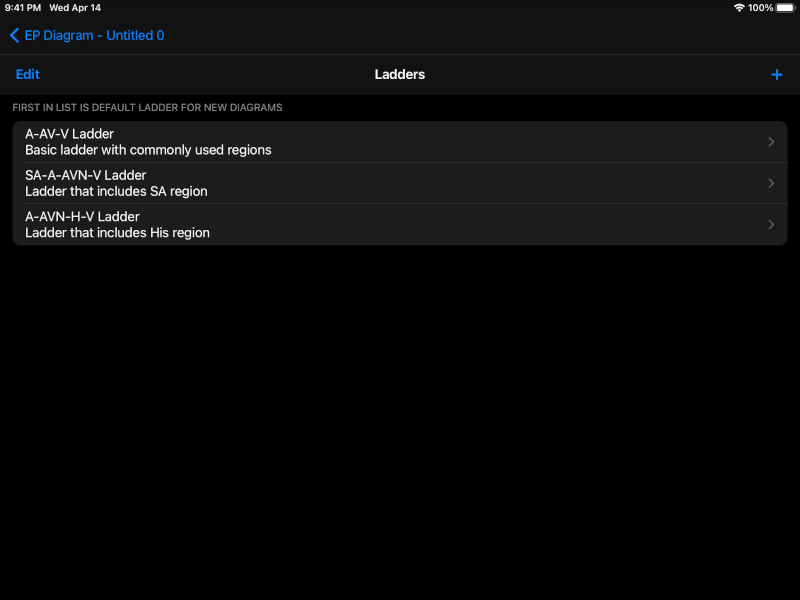 9:41 PM Wed Apr 14 100%
EP Diagram - Untitled 0
Edit Ladders +
FIRST IN LIST IS DEFAULT LADDER FOR NEW DIAGRAMS
A-AV-V Ladder
Basic ladder with commonly used regions
SA-A-AVN-V Ladder
Ladder that includes SA region
A-AVN-H-V Ladder
Ladder that includes His region